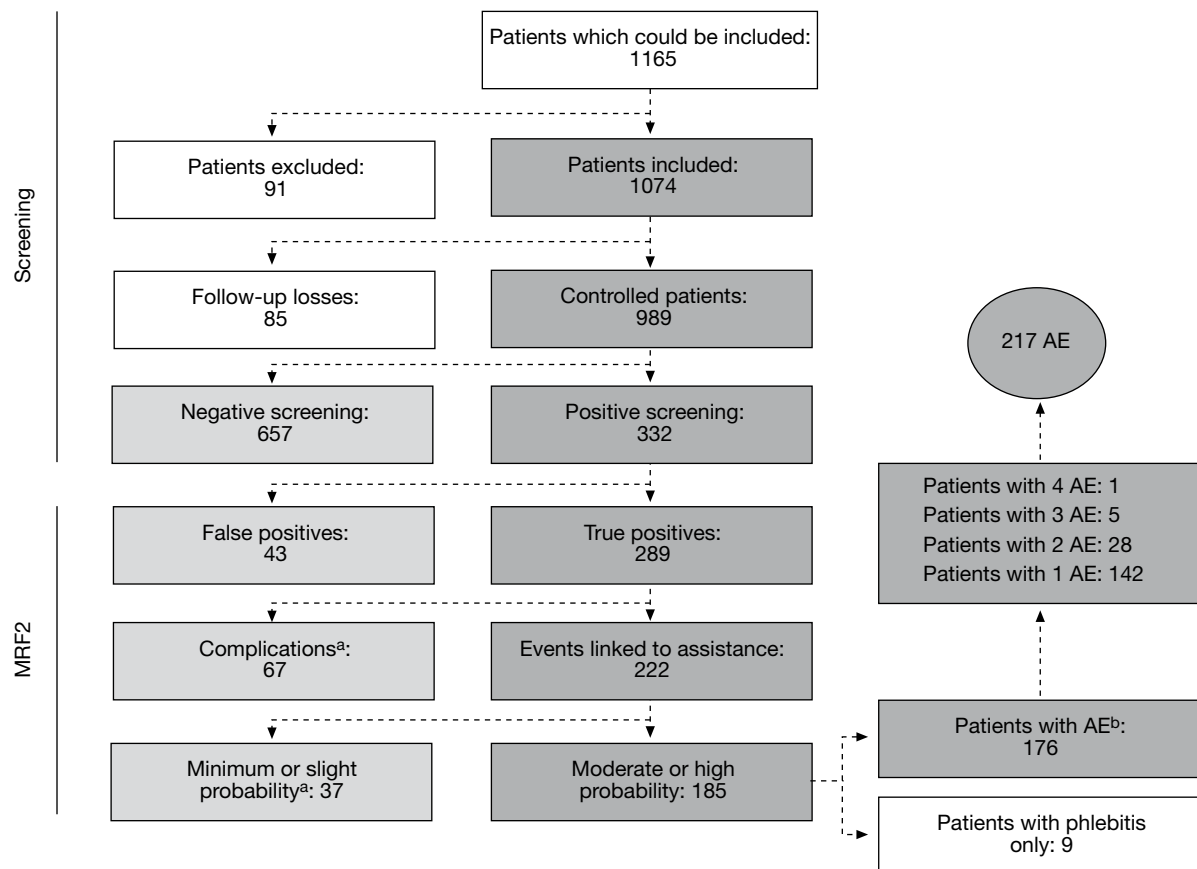 Patients which could be included:
1165
Patients excluded:
91
Patients included:
1074
Follow-up losses:
85
Controlled patients:
989
Negative screening:
657
Positive screening:
332
Screening
False positives:
43
True positives:
289
Complicationsᵃ:
67
Events linked to assistance:
222
Minimum or slight
probabilityᵃ: 37
Moderate or high
probability: 185
MRF2
217 AE
Patients with 4 AE: 1
Patients with 3 AE: 5
Patients with 2 AE: 28
Patients with 1 AE: 142
Patients with AEᵇ:
176
Patients with phlebitis
only: 9